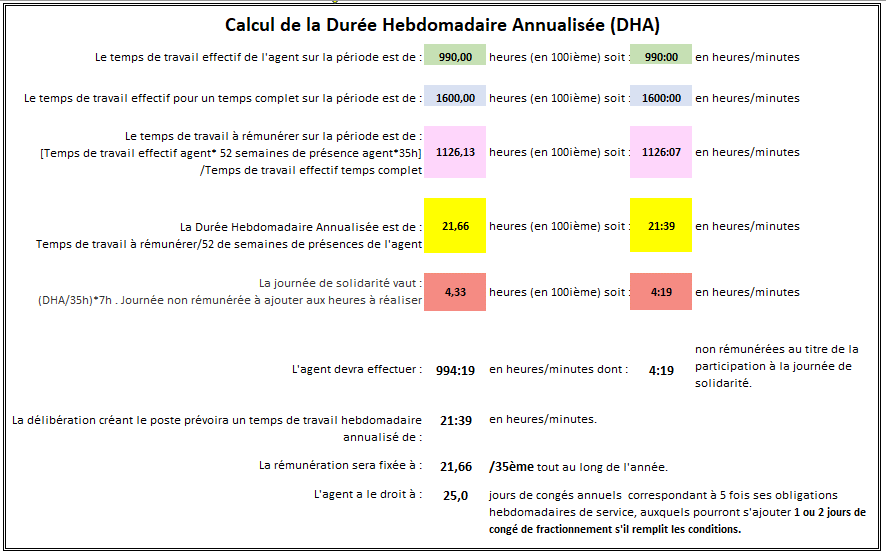 Calcul de la Durée Hebdomadaire Annualisée (DHA)
Le temps de travail effectif de l'agent sur la période est de : 990,00 heures (en 100ième) soit : 990:00 en heures/minutes
Le temps de travail effectif pour un temps complet sur la période est de : 1600,00 heures (en 100ième) soit : 1600:00 en heures/minutes
Le temps de travail à rémunérer sur la période est de :
[Temps de travail effectif agent* 52 semaines de présence agent*35h] 1126,13 heures (en 100ième) soit : 1126:07 en heures/minutes
/Temps de travail effectif temps complet
La Durée Hebdomadaire Annualisée est de : 21,66 heures (en 100ième) soit : 21:39 en heures/minutes
Temps de travail à rémunérer/52 de semaines de présences de l'agent
La journée de solidarité vaut :
(DHA/35h)*7h . Journée non rémunérée à ajouter aux heures à réaliser 4,33 heures (en 100ième) soit : 4:19 en heures/minutes
L'agent devra effectuer : 994:19 en heures/minutes dont : 4:19 non rémunérées au titre de la
participation à la journée de
solidarité.
La délibération créant le poste prévoira un temps de travail hebdomadaire 21:39 en heures/minutes.
annualisé de :
La rémunération sera fixée à : 21,66 /35ème tout au long de l'année.
L'agent a le droit à : 25,0 jours de congés annuels correspondant à 5 fois ses obligations
hebdomadaires de service, auxquels pourront s'ajouter 1 ou 2 jours de
congé de fractionnement s'il remplit les conditions.